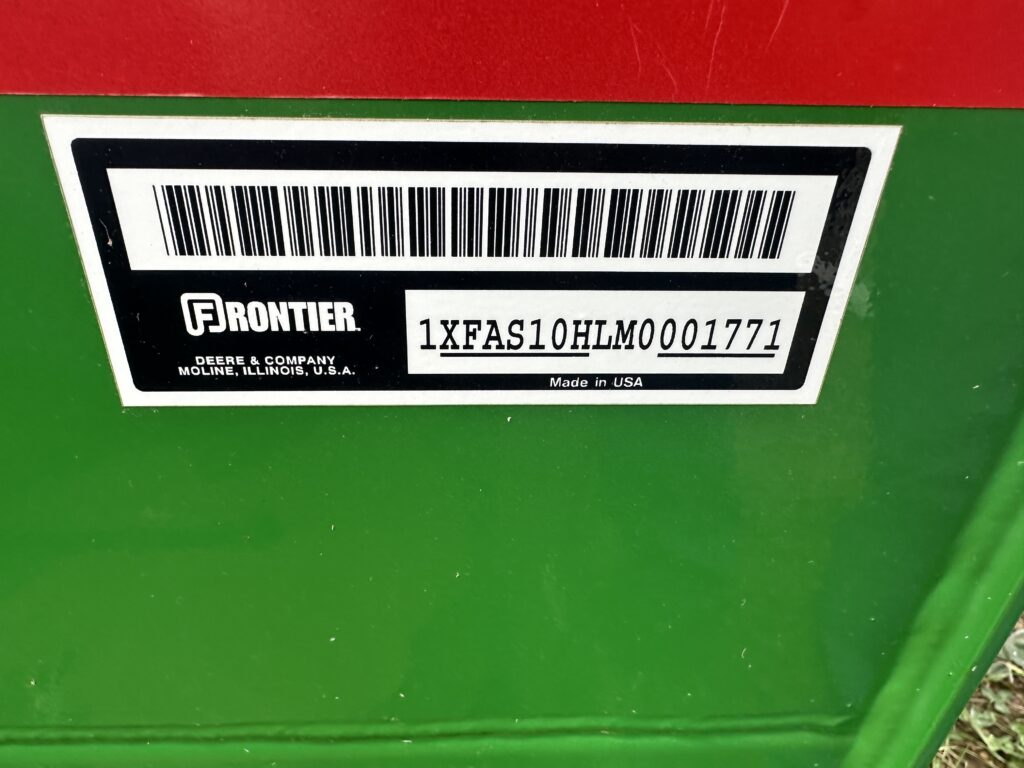 FRONTIER
DEERE & COMPANY
MOLINE, ILLINOIS, U.S.A.
1XFAS10HLM0001771
Made in USA